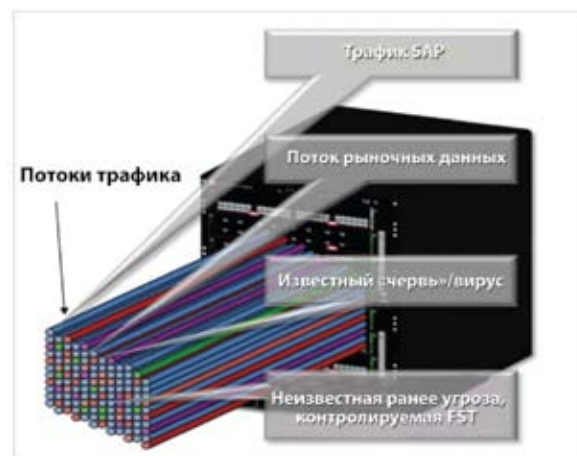 Трафик SAP
Поток рыночных данных
Потоки трафика
Известный «червь»/вирус
Неизвестная ранее угроза,
контролируемая FST